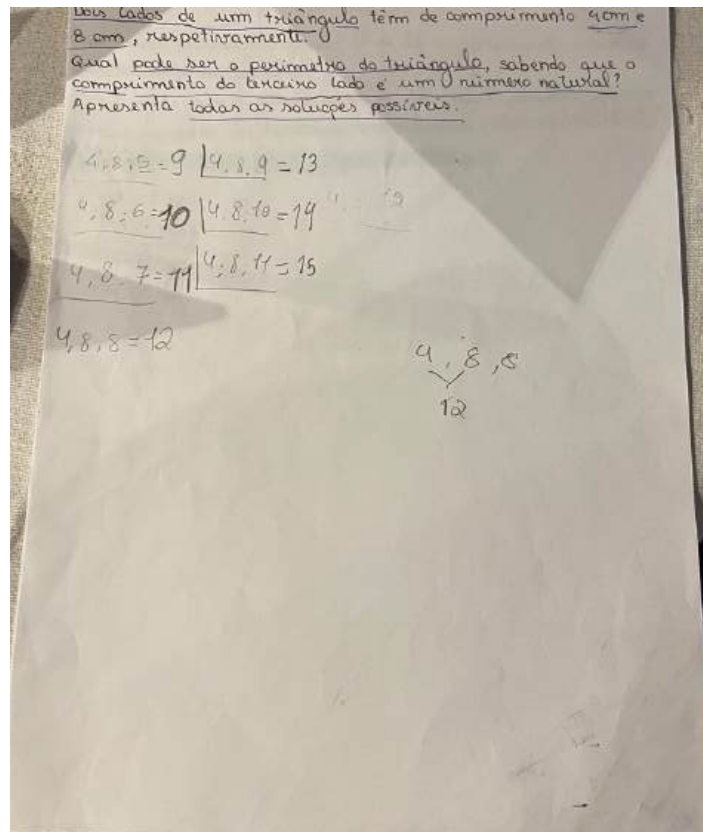 Dois lados de um triângulo têm de comprimento 4cm e
8 cm, respetivamente.
Qual pode ser o perimetro do triângulo, sabendo que o
comprimento do terceiro lado é um número natural?
Apresenta todas as soluções possíveis.
4, 8, 5 = 9 | 4, 8, 9 = 13
4, 8, 6 = 10 | 4, 8, 10 = 14
4, 8, 7 = 11 | 4, 8, 11 = 15
4, 8, 8 = 12
4, 8, 8
12